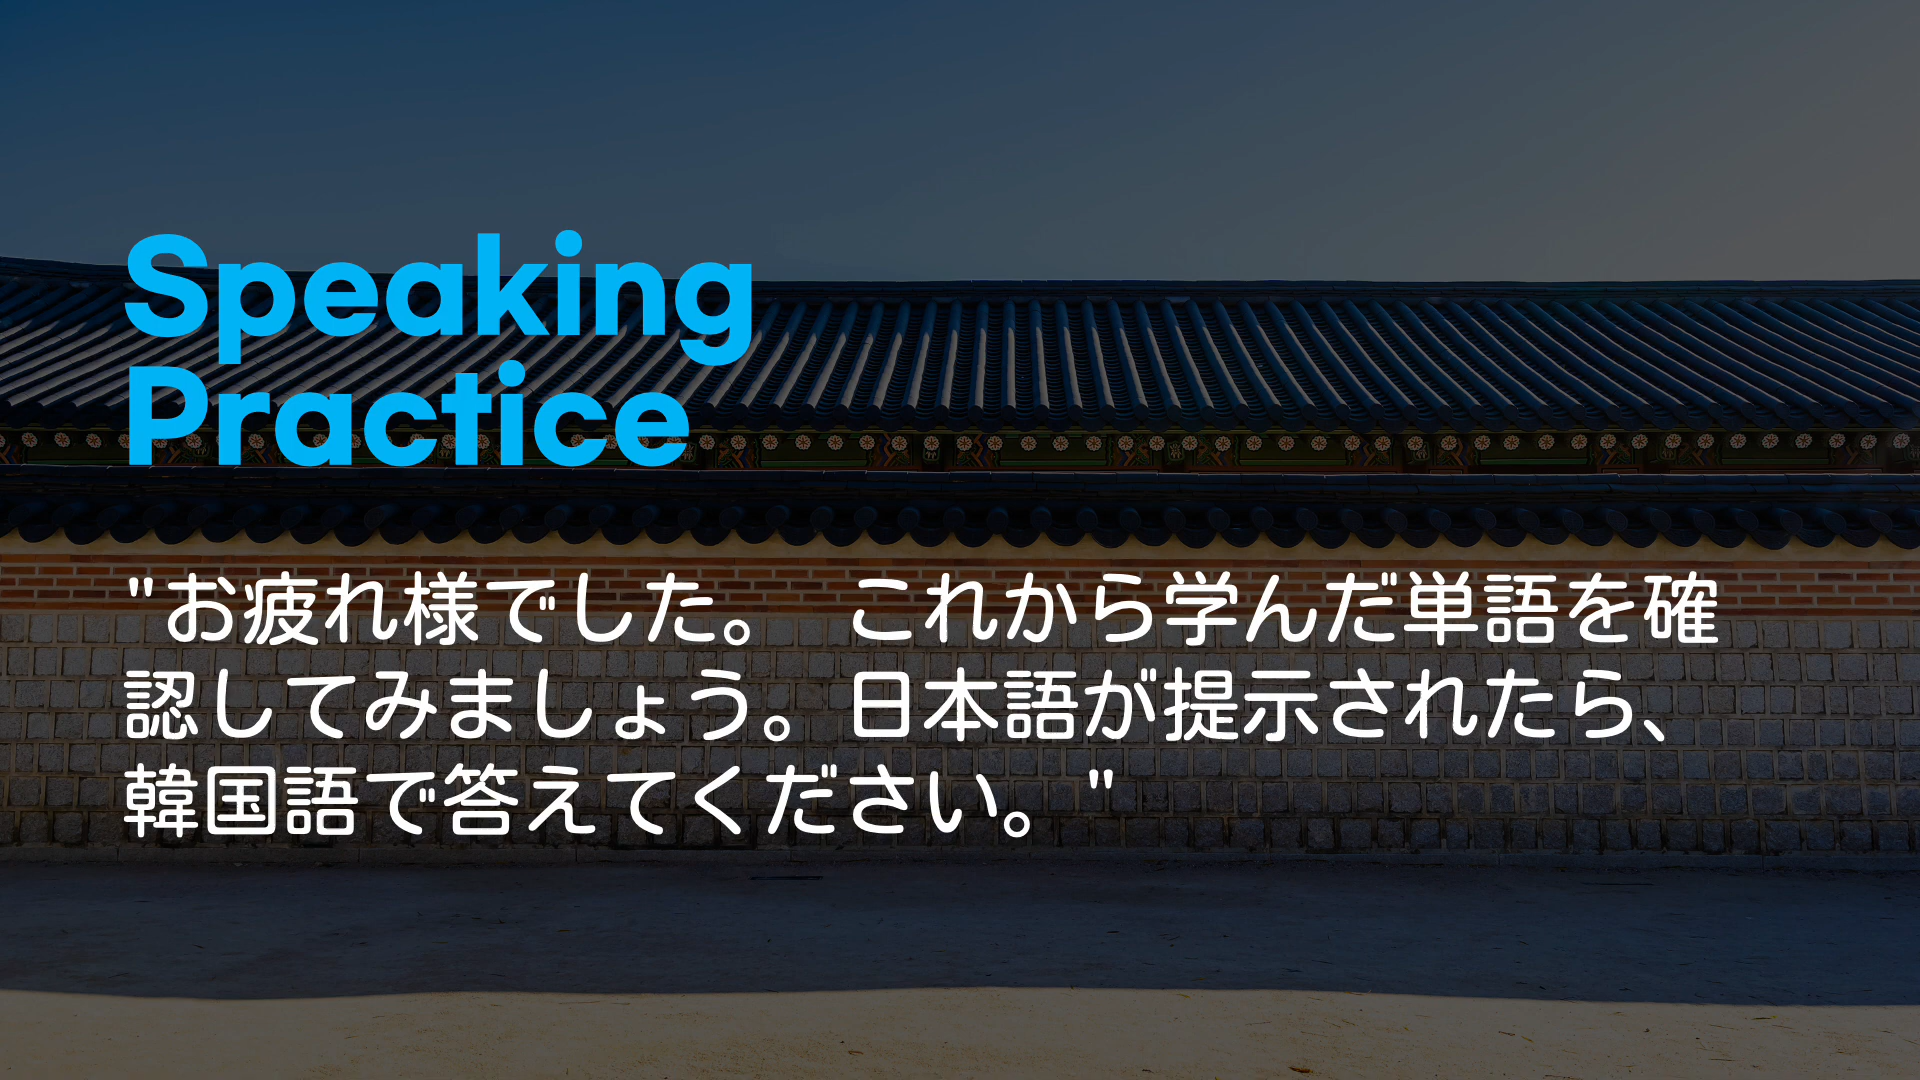 Speaking
Practice
"お疲れ様でした。 これから学んだ単語を確
認してみましょう。日本語が提示されたら、
韓国語で答えてください。"